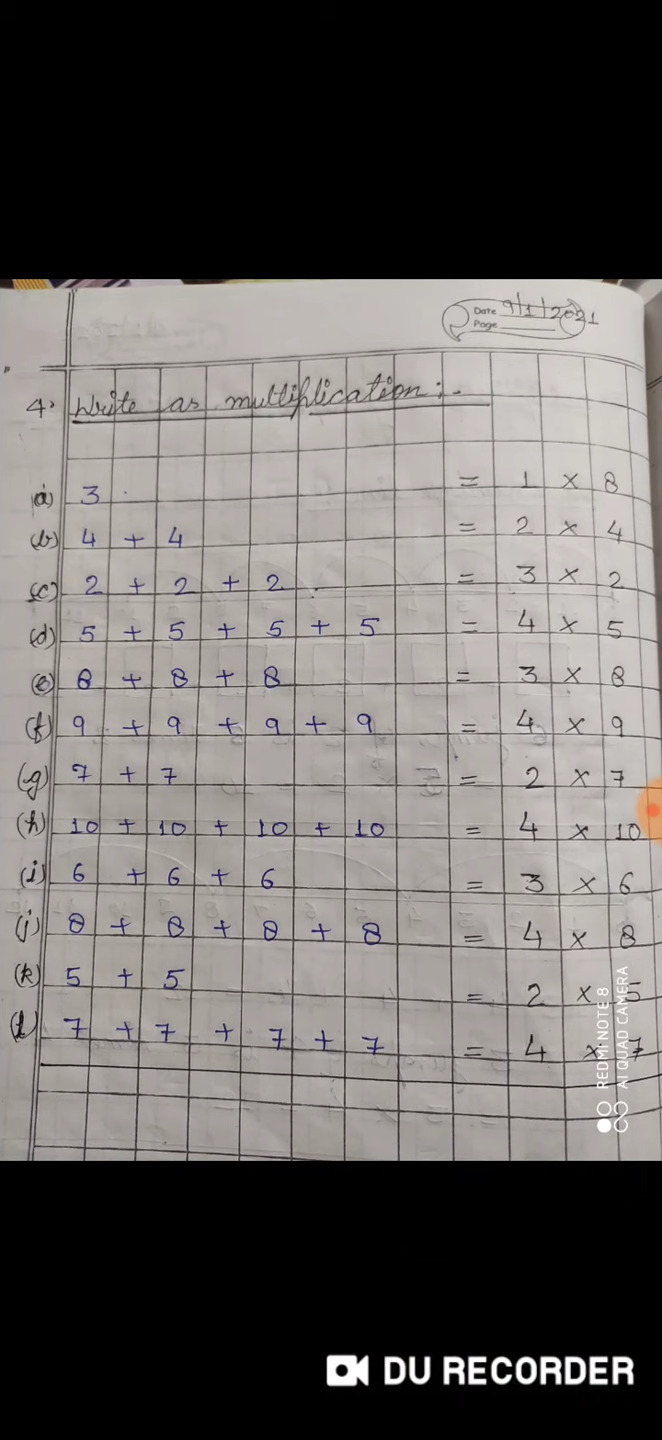 Date 9/1/2021
Page
4. Write as multiplication :-
(a) 3 = 1 × 8
(b) 4 + 4 = 2 × 4
(c) 2 + 2 + 2 = 3 × 2
(d) 5 + 5 + 5 + 5 = 4 × 5
(e) 8 + 8 + 8 = 3 × 8
(f) 9 + 9 + 9 + 9 = 4 × 9
(g) 7 + 7 = 2 × 7
(h) 10 + 10 + 10 + 10 = 4 × 10
(i) 6 + 6 + 6 = 3 × 6
(j) 8 + 8 + 8 + 8 = 4 × 8
(k) 5 + 5 = 2 × 5
(l) 7 + 7 + 7 + 7 = 4 × 7
REDMI NOTE 8
AI QUAD CAMERA
DU RECORDER